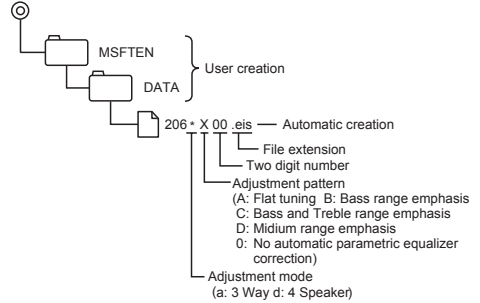 MSFTEN
User creation
DATA
206 * X 00 .eis Automatic creation
File extension
Two digit number
Adjustment pattern
(A: Flat tuning B: Bass range emphasis
C: Bass and Treble range emphasis
D: Midium range emphasis
0: No automatic parametric equalizer
correction)
Adjustment mode
(a: 3 Way d: 4 Speaker)